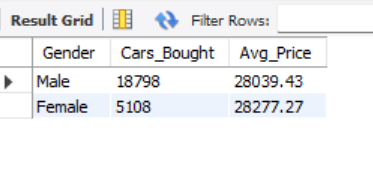 Result Grid Filter Rows:
Gender Cars_Bought Avg_Price
Male 18798 28039.43
Female 5108 28277.27